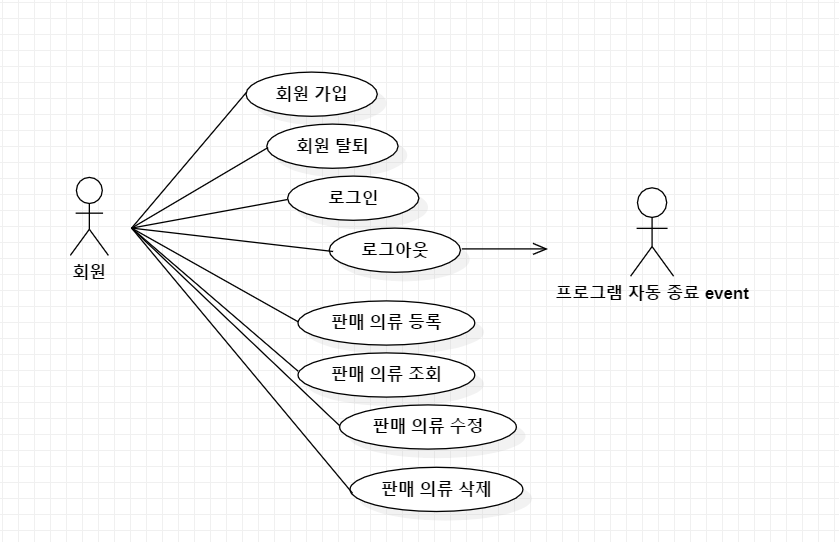 회원 가입
회원 탈퇴
로그인
로그아웃
회원
프로그램 자동 종료 event
판매 의류 등록
판매 의류 조회
판매 의류 수정
판매 의류 삭제